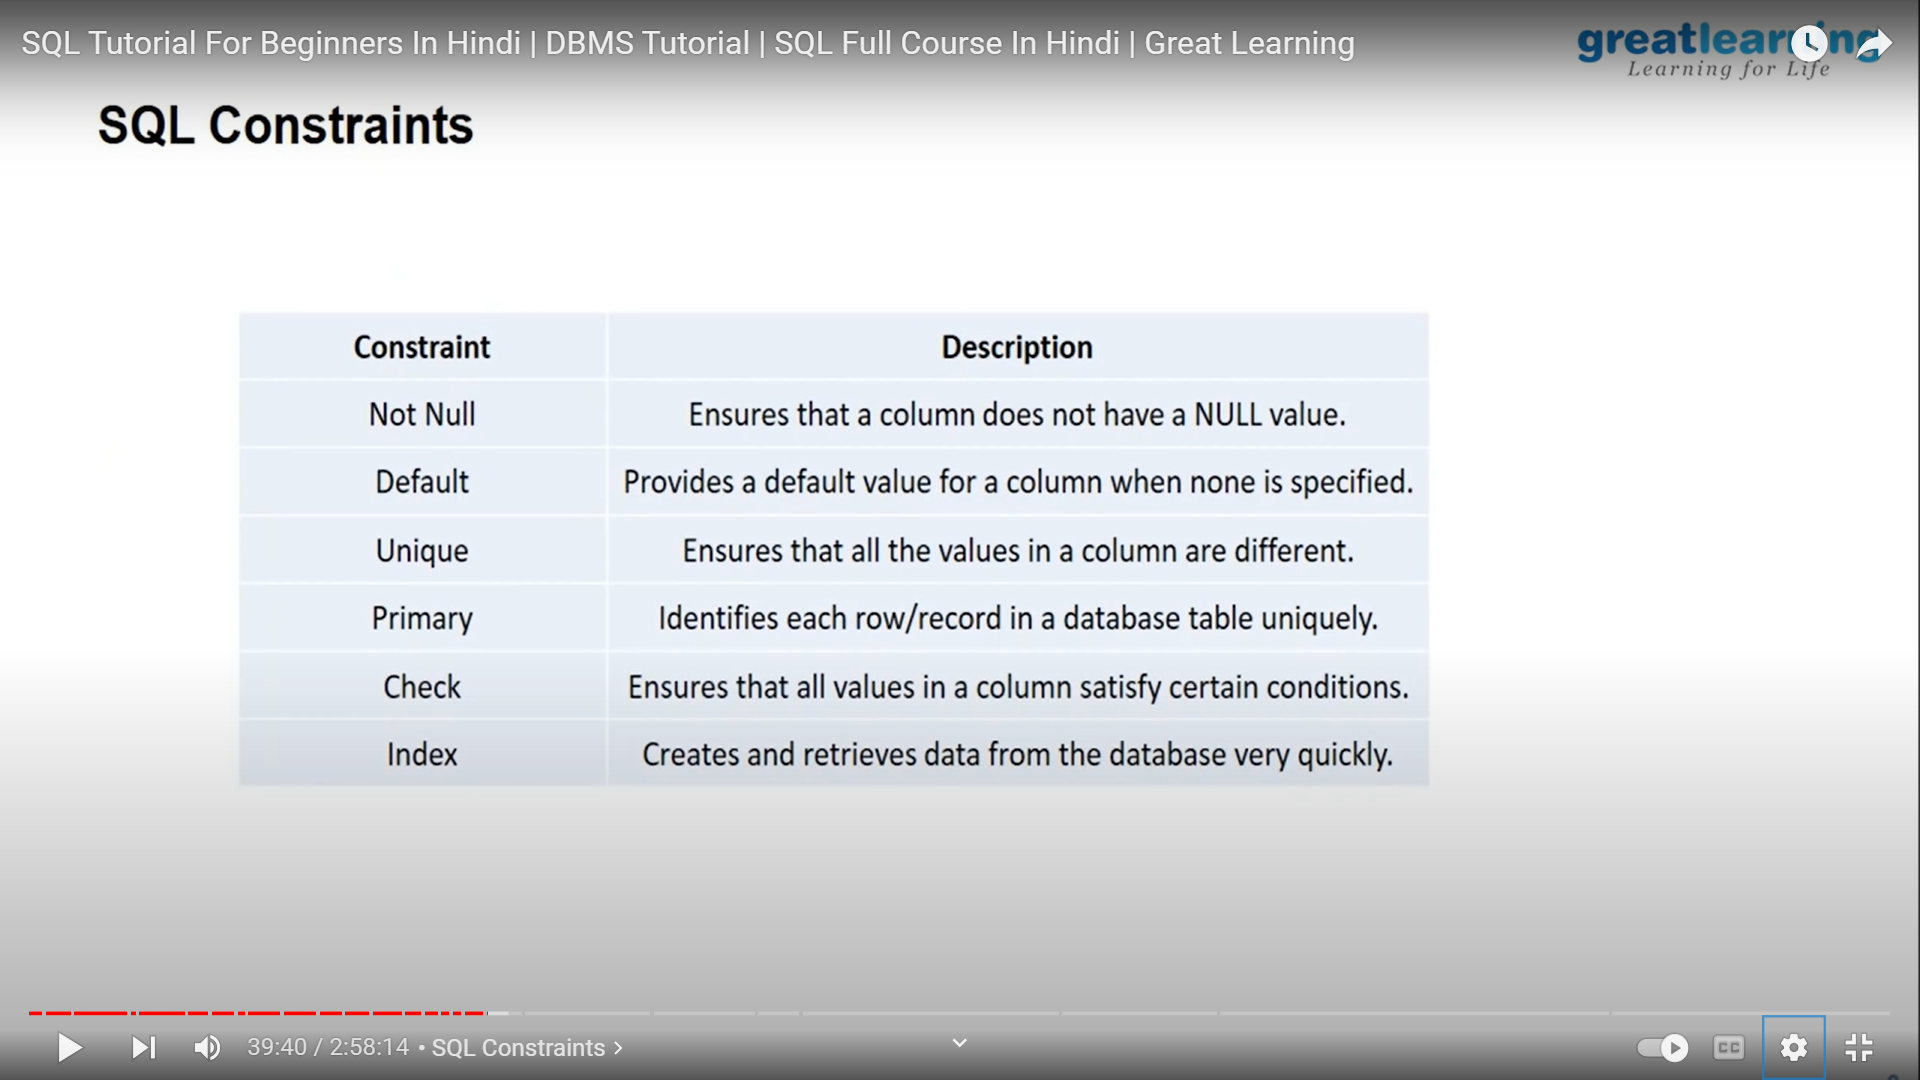 SQL Tutorial For Beginners In Hindi | DBMS Tutorial | SQL Full Course In Hindi | Great Learning
greatlearning
Learning for Life
SQL Constraints
Constraint Description
Not Null Ensures that a column does not have a NULL value.
Default Provides a default value for a column when none is specified.
Unique Ensures that all the values in a column are different.
Primary Identifies each row/record in a database table uniquely.
Check Ensures that all values in a column satisfy certain conditions.
Index Creates and retrieves data from the database very quickly.
39:40 / 2:58:14 • SQL Constraints >
CC